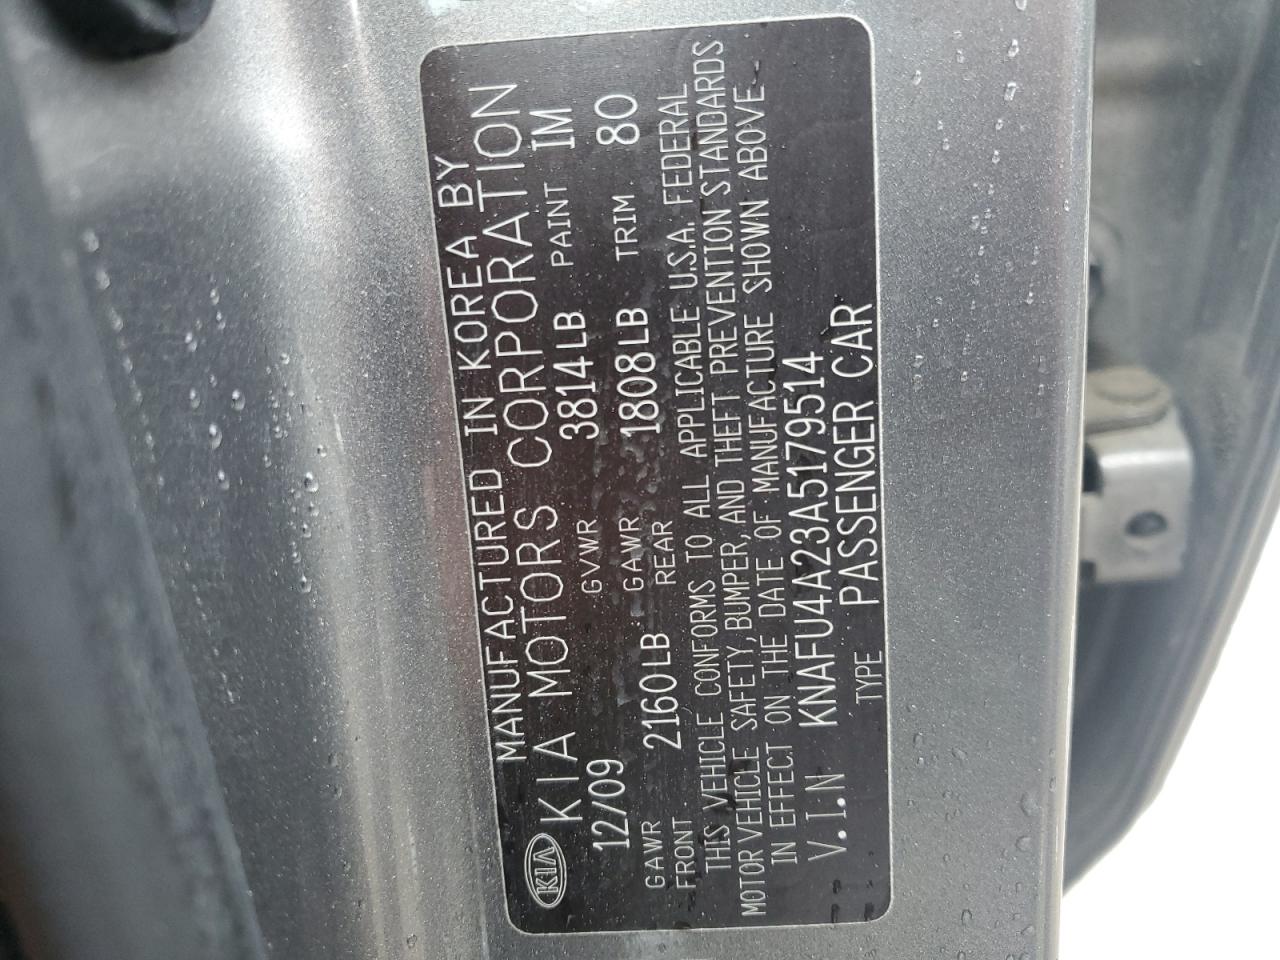 MANUFACTURED IN KOREA BY
KIA KIA MOTORS CORPORATION
12/09 GVWR 3814LB PAINT IM
GAWR FRONT 2160LB GAWR REAR 1808LB TRIM 80
THIS VEHICLE CONFORMS TO ALL APPLICABLE U.S.A. FEDERAL
MOTOR VEHICLE SAFETY, BUMPER, AND THEFT PREVENTION STANDARDS
IN EFFECT ON THE DATE OF MANUFACTURE SHOWN ABOVE
V.I.N KNAFU4A23A5179514
TYPE PASSENGER CAR